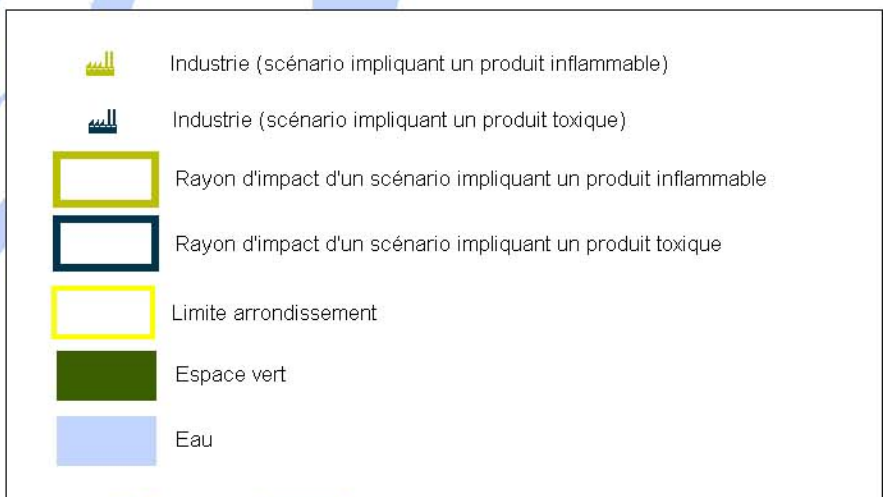 Industrie (scénario impliquant un produit inflammable)
Industrie (scénario impliquant un produit toxique)
Rayon d'impact d'un scénario impliquant un produit inflammable
Rayon d'impact d'un scénario impliquant un produit toxique
Limite arrondissement
Espace vert
Eau